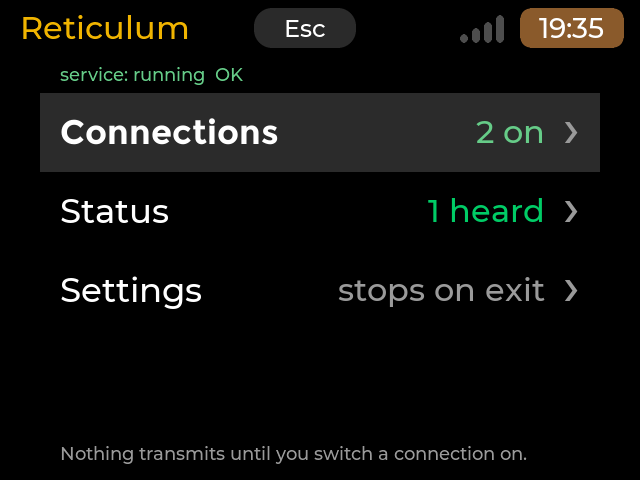 Reticulum Esc 19:35
service: running OK
Connections 2 on
Status 1 heard
Settings stops on exit
Nothing transmits until you switch a connection on.